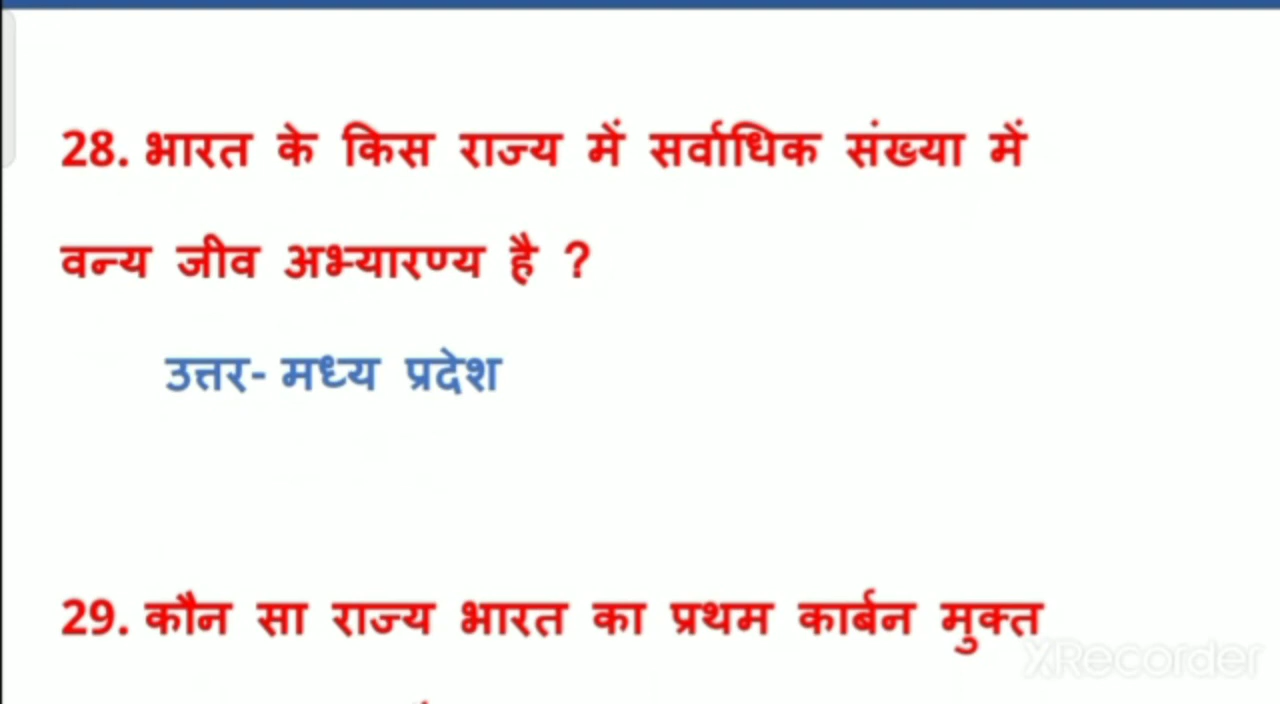 28. भारत के किस राज्य में सर्वाधिक संख्या में
वन्य जीव अभ्यारण्य है ?
उत्तर- मध्य प्रदेश
29. कौन सा राज्य भारत का प्रथम कार्बन मुक्त
XRecorder